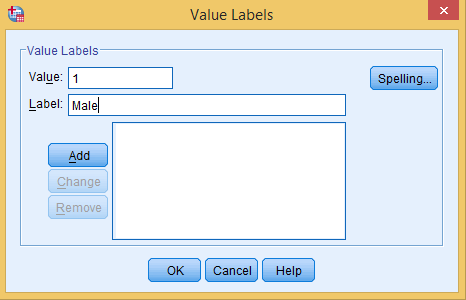 Value Labels
Value Labels
Value: 1
Spelling...
Label: Male
Add
Change
Remove
OK Cancel Help